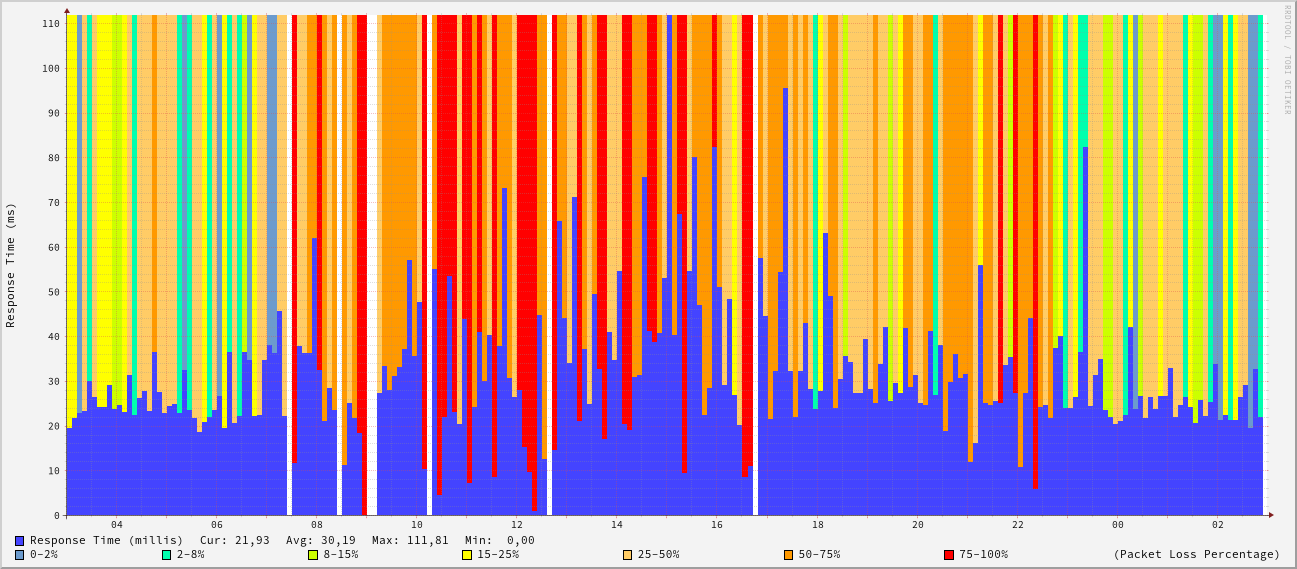 RRDTOOL / TOBI OETIKER
Response Time (ms)
110
100
90
80
70
60
50
40
30
20
10
0
04 06 08 10 12 14 16 18 20 22 00 02
Response Time (millis) Cur: 21,93 Avg: 30,19 Max: 111,81 Min: 0,00
0-2% 2-8% 8-15% 15-25% 25-50% 50-75% 75-100% (Packet Loss Percentage)